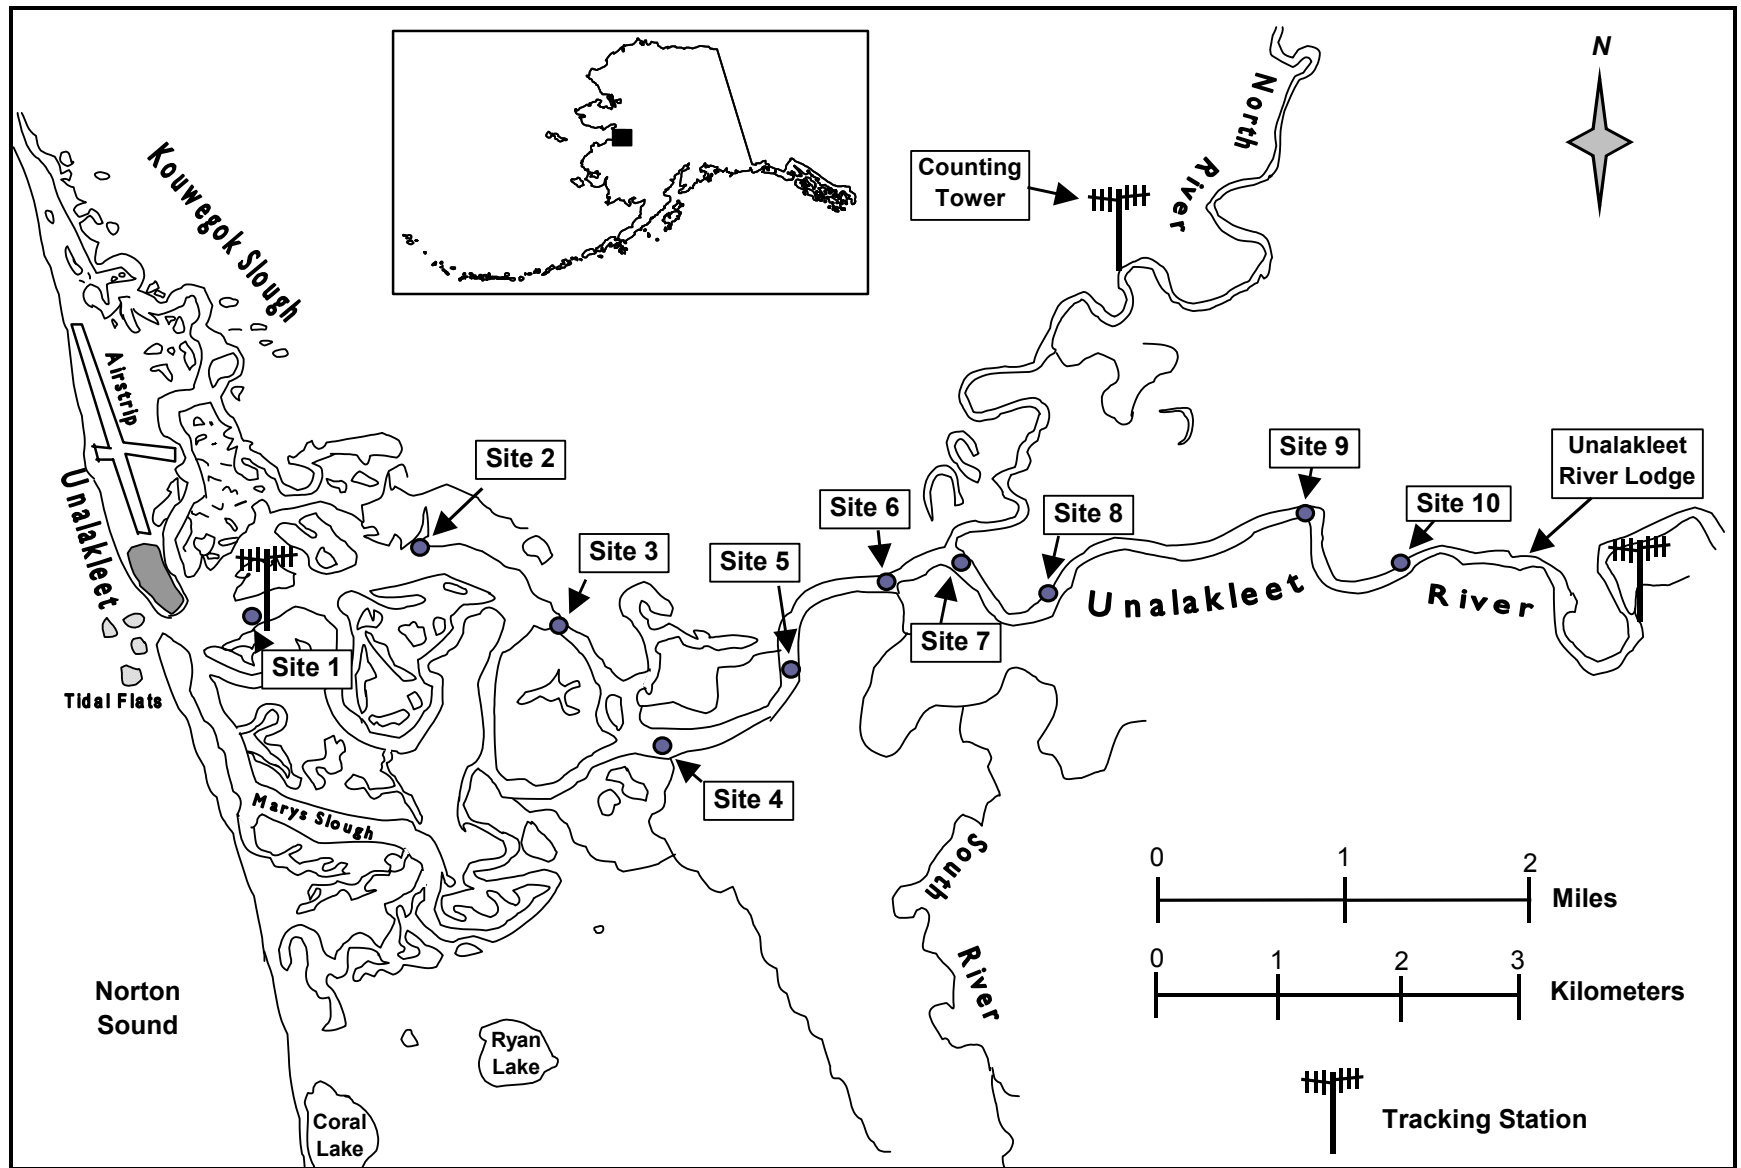 N
North
River
Counting
Tower
Kouwegok Slough
Airstrip
Unalakleet
Site 2
Site 9
Unalakleet
River Lodge
Site 6
Site 10
Site 8
Site 3
Site 5
Unalakleet River
Site 7
Site 1
Tidal Flats
Site 4
Marys Slough
South
River
0 1 2
Miles
0 1 2 3
Kilometers
Norton
Sound
Ryan
Lake
Coral
Lake
Tracking Station